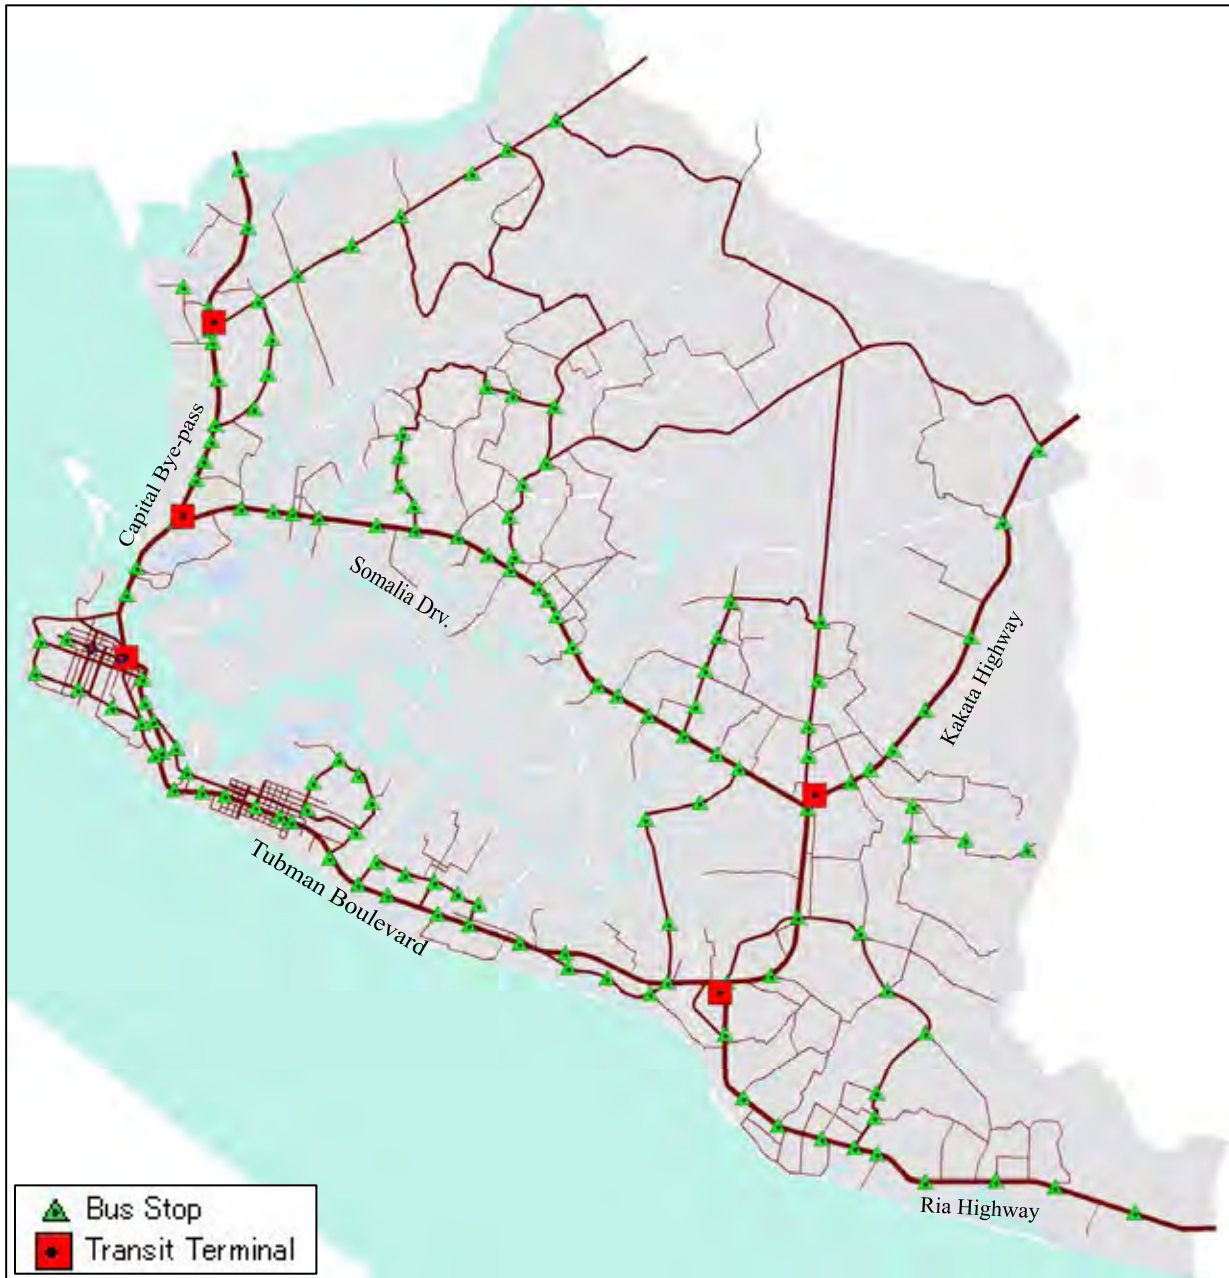 Capital Bye-pass
Somalia Drv.
Kakata Highway
Tubman Boulevard
Ria Highway
Bus Stop
Transit Terminal